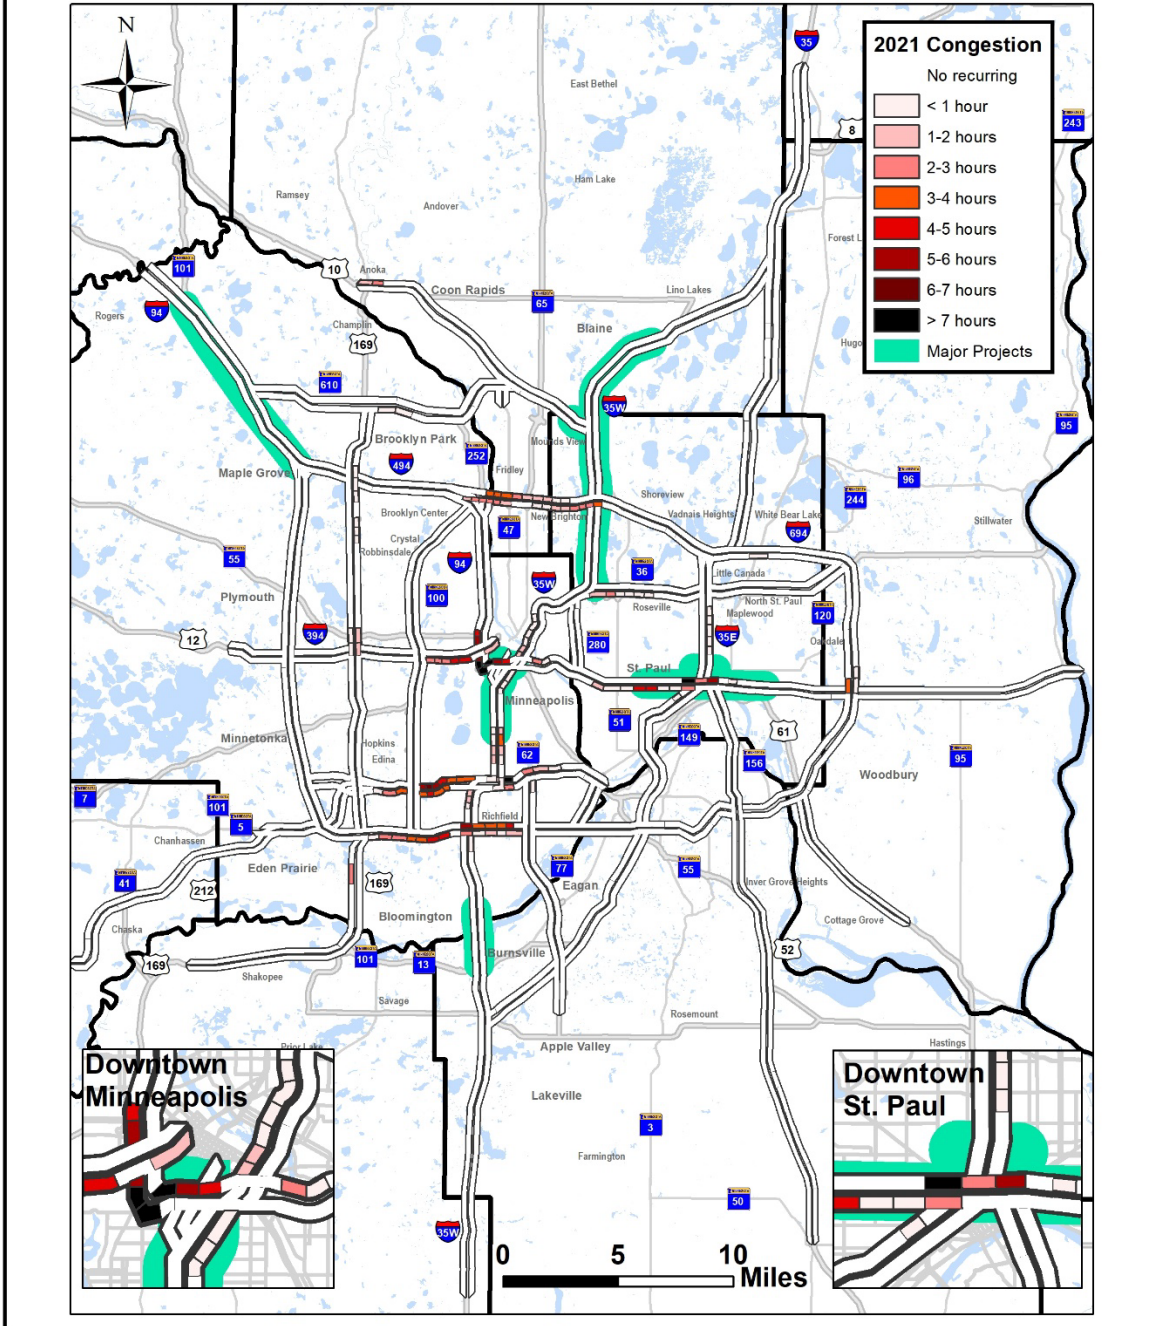 N
35
2021 Congestion
No recurring
< 1 hour
1-2 hours
2-3 hours
3-4 hours
4-5 hours
5-6 hours
6-7 hours
> 7 hours
Major Projects
East Bethel
243
8
Ham Lake
Ramsey
Andover
Forest L
101
10
Anoka
Coon Rapids
65
Lino Lakes
94
Rogers
Champlin
169
Blaine
Hugo
610
35W
95
Brooklyn Park
252
Mounds View
494
Fridley
Maple Grove
96
244
Shoreview
Brooklyn Center
47
New Brighton
Vadnais Heights
White Bear Lake
694
Stillwater
Crystal
Robbinsdale
55
94
35W
36
Little Canada
Plymouth
100
Roseville
North St. Paul
Maplewood
120
12
394
280
35E
Oakdale
St. Paul
Minneapolis
51
149
61
Minnetonka
Hopkins
Edina
62
156
95
Woodbury
7
101
5
Richfield
Chanhassen
Eden Prairie
77
55
41
212
169
Eagan
Inver Grove Heights
Bloomington
Cottage Grove
Chaska
169
101
13
Burnsville
52
Shakopee
Savage
Rosemount
Prior Lake
Apple Valley
Hastings
Downtown
Minneapolis
Downtown
St. Paul
Lakeville
3
Farmington
50
35W
0 5 10
Miles